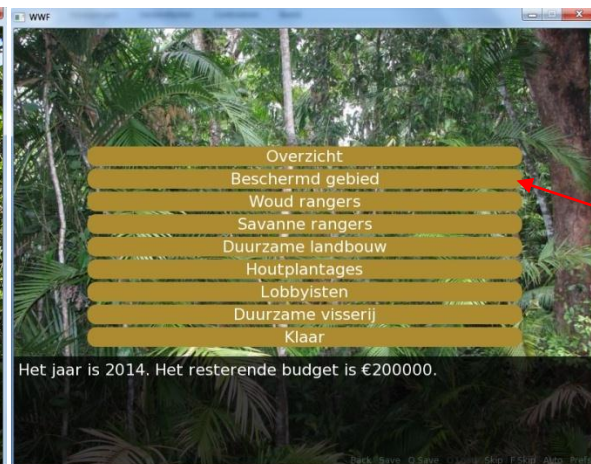 WWF
Overzicht
Beschermd gebied
Woud rangers
Savanne rangers
Duurzame landbouw
Houtplantages
Lobbyisten
Duurzame visserij
Klaar
Het jaar is 2014. Het resterende budget is €200000.
Back Save Q.Save Skip F.Skip Auto